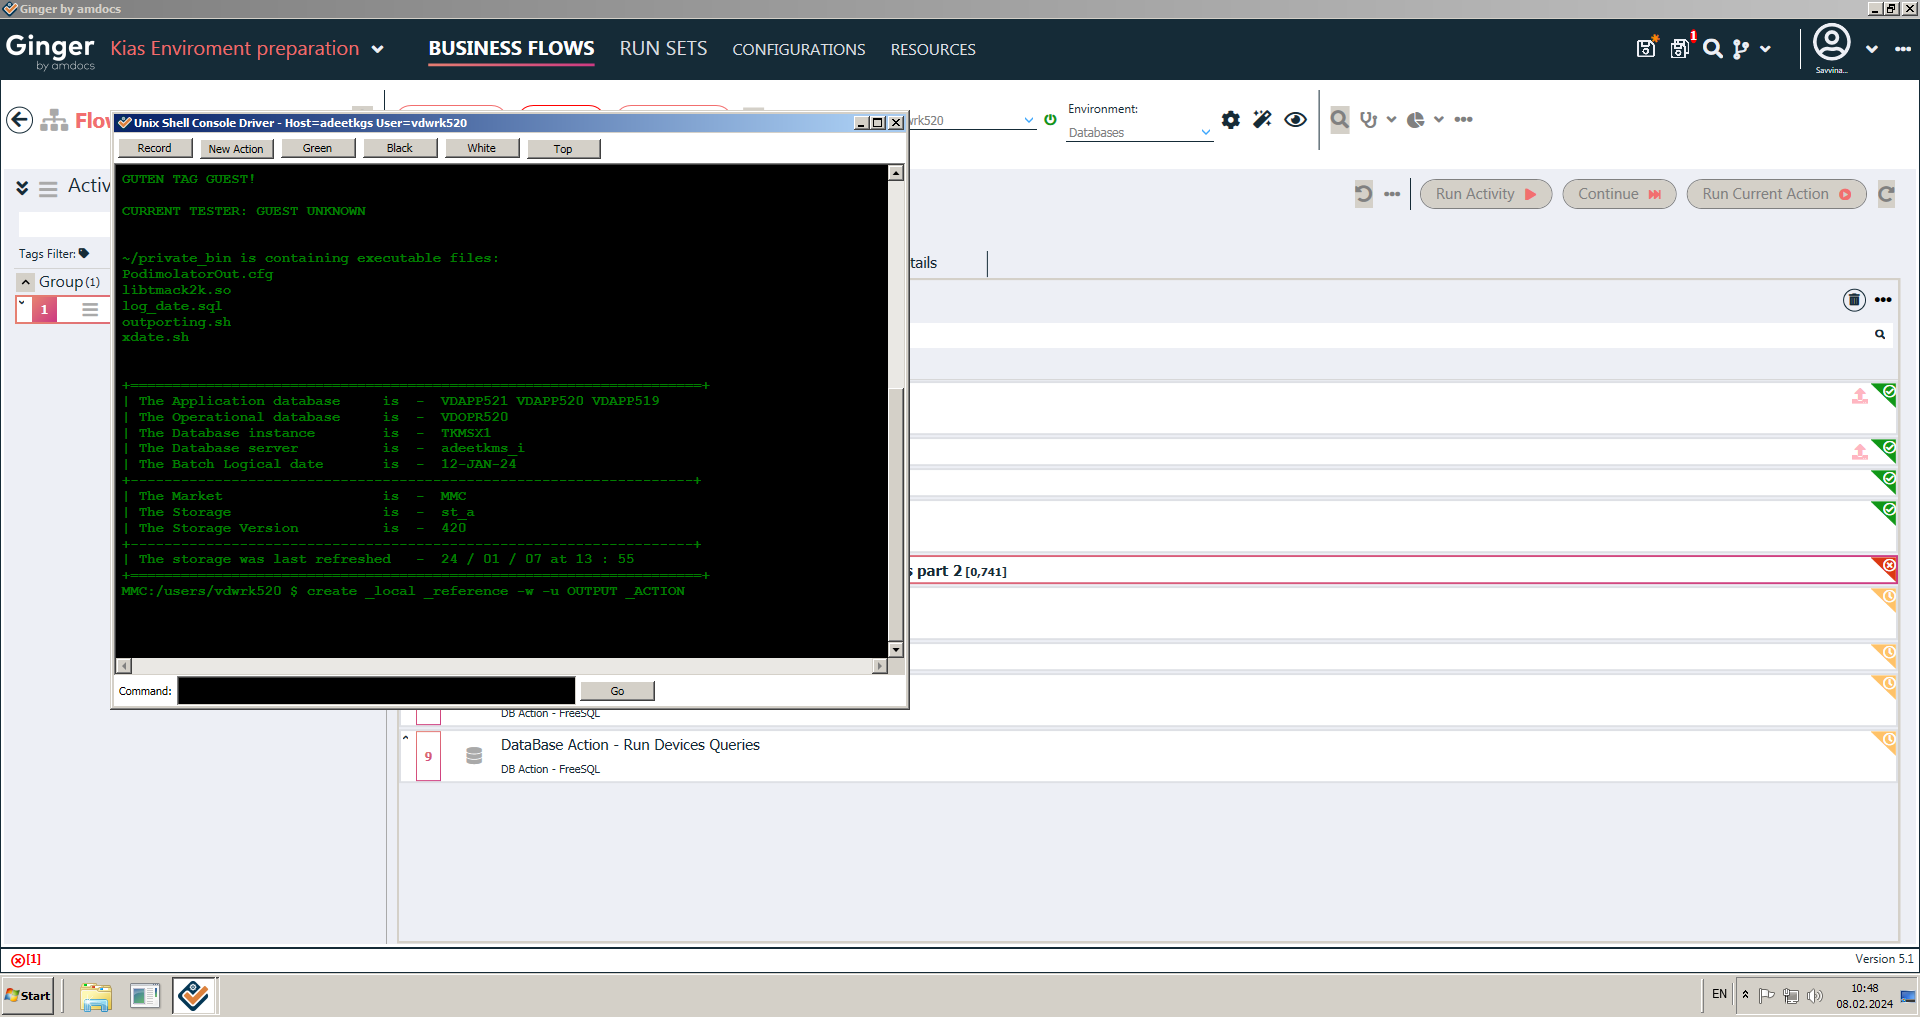 Ginger by amdocs
Ginger
by amdocs
Kias Enviroment preparation
BUSINESS FLOWS
RUN SETS
CONFIGURATIONS
RESOURCES
1
Savvina...
Flow
Unix Shell Console Driver - Host=adeetkgs User=vdwrk520
Record
New Action
Green
Black
White
Top
rk520
Environment:
Databases
Activ
Run Activity
Continue
Run Current Action
Tags Filter:
Group (1)
1
tails
GUTEN TAG GUEST!
CURRENT TESTER: GUEST UNKNOWN
~/private_bin is containing executable files:
PodimolatorOut.cfg
libtmack2k.so
log_date.sql
outporting.sh
xdate.sh
+====================================================================+
| The Application database     is  -  VDAPP521 VDAPP520 VDAPP519
| The Operational database     is  -  VDOPR520
| The Database instance        is  -  TKMSX1
| The Database server          is  -  adeetkms_i
| The Batch Logical date       is  -  12-JAN-24
+-------------------------------------------------------------------+
| The Market                   is  -  MMC
| The Storage                  is  -  st_a
| The Storage Version          is  -  420
+-------------------------------------------------------------------+
| The storage was last refreshed   -  24 / 01 / 07 at 13 : 55
+====================================================================+
MMC:/users/vdwrk520 $ create _local _reference -w -u OUTPUT _ACTION
Command:
Go
s part 2 [0,741]
DB Action - FreeSQL
9
DataBase Action - Run Devices Queries
DB Action - FreeSQL
[1]
Version 5.1
Start
EN
10:48
08.02.2024